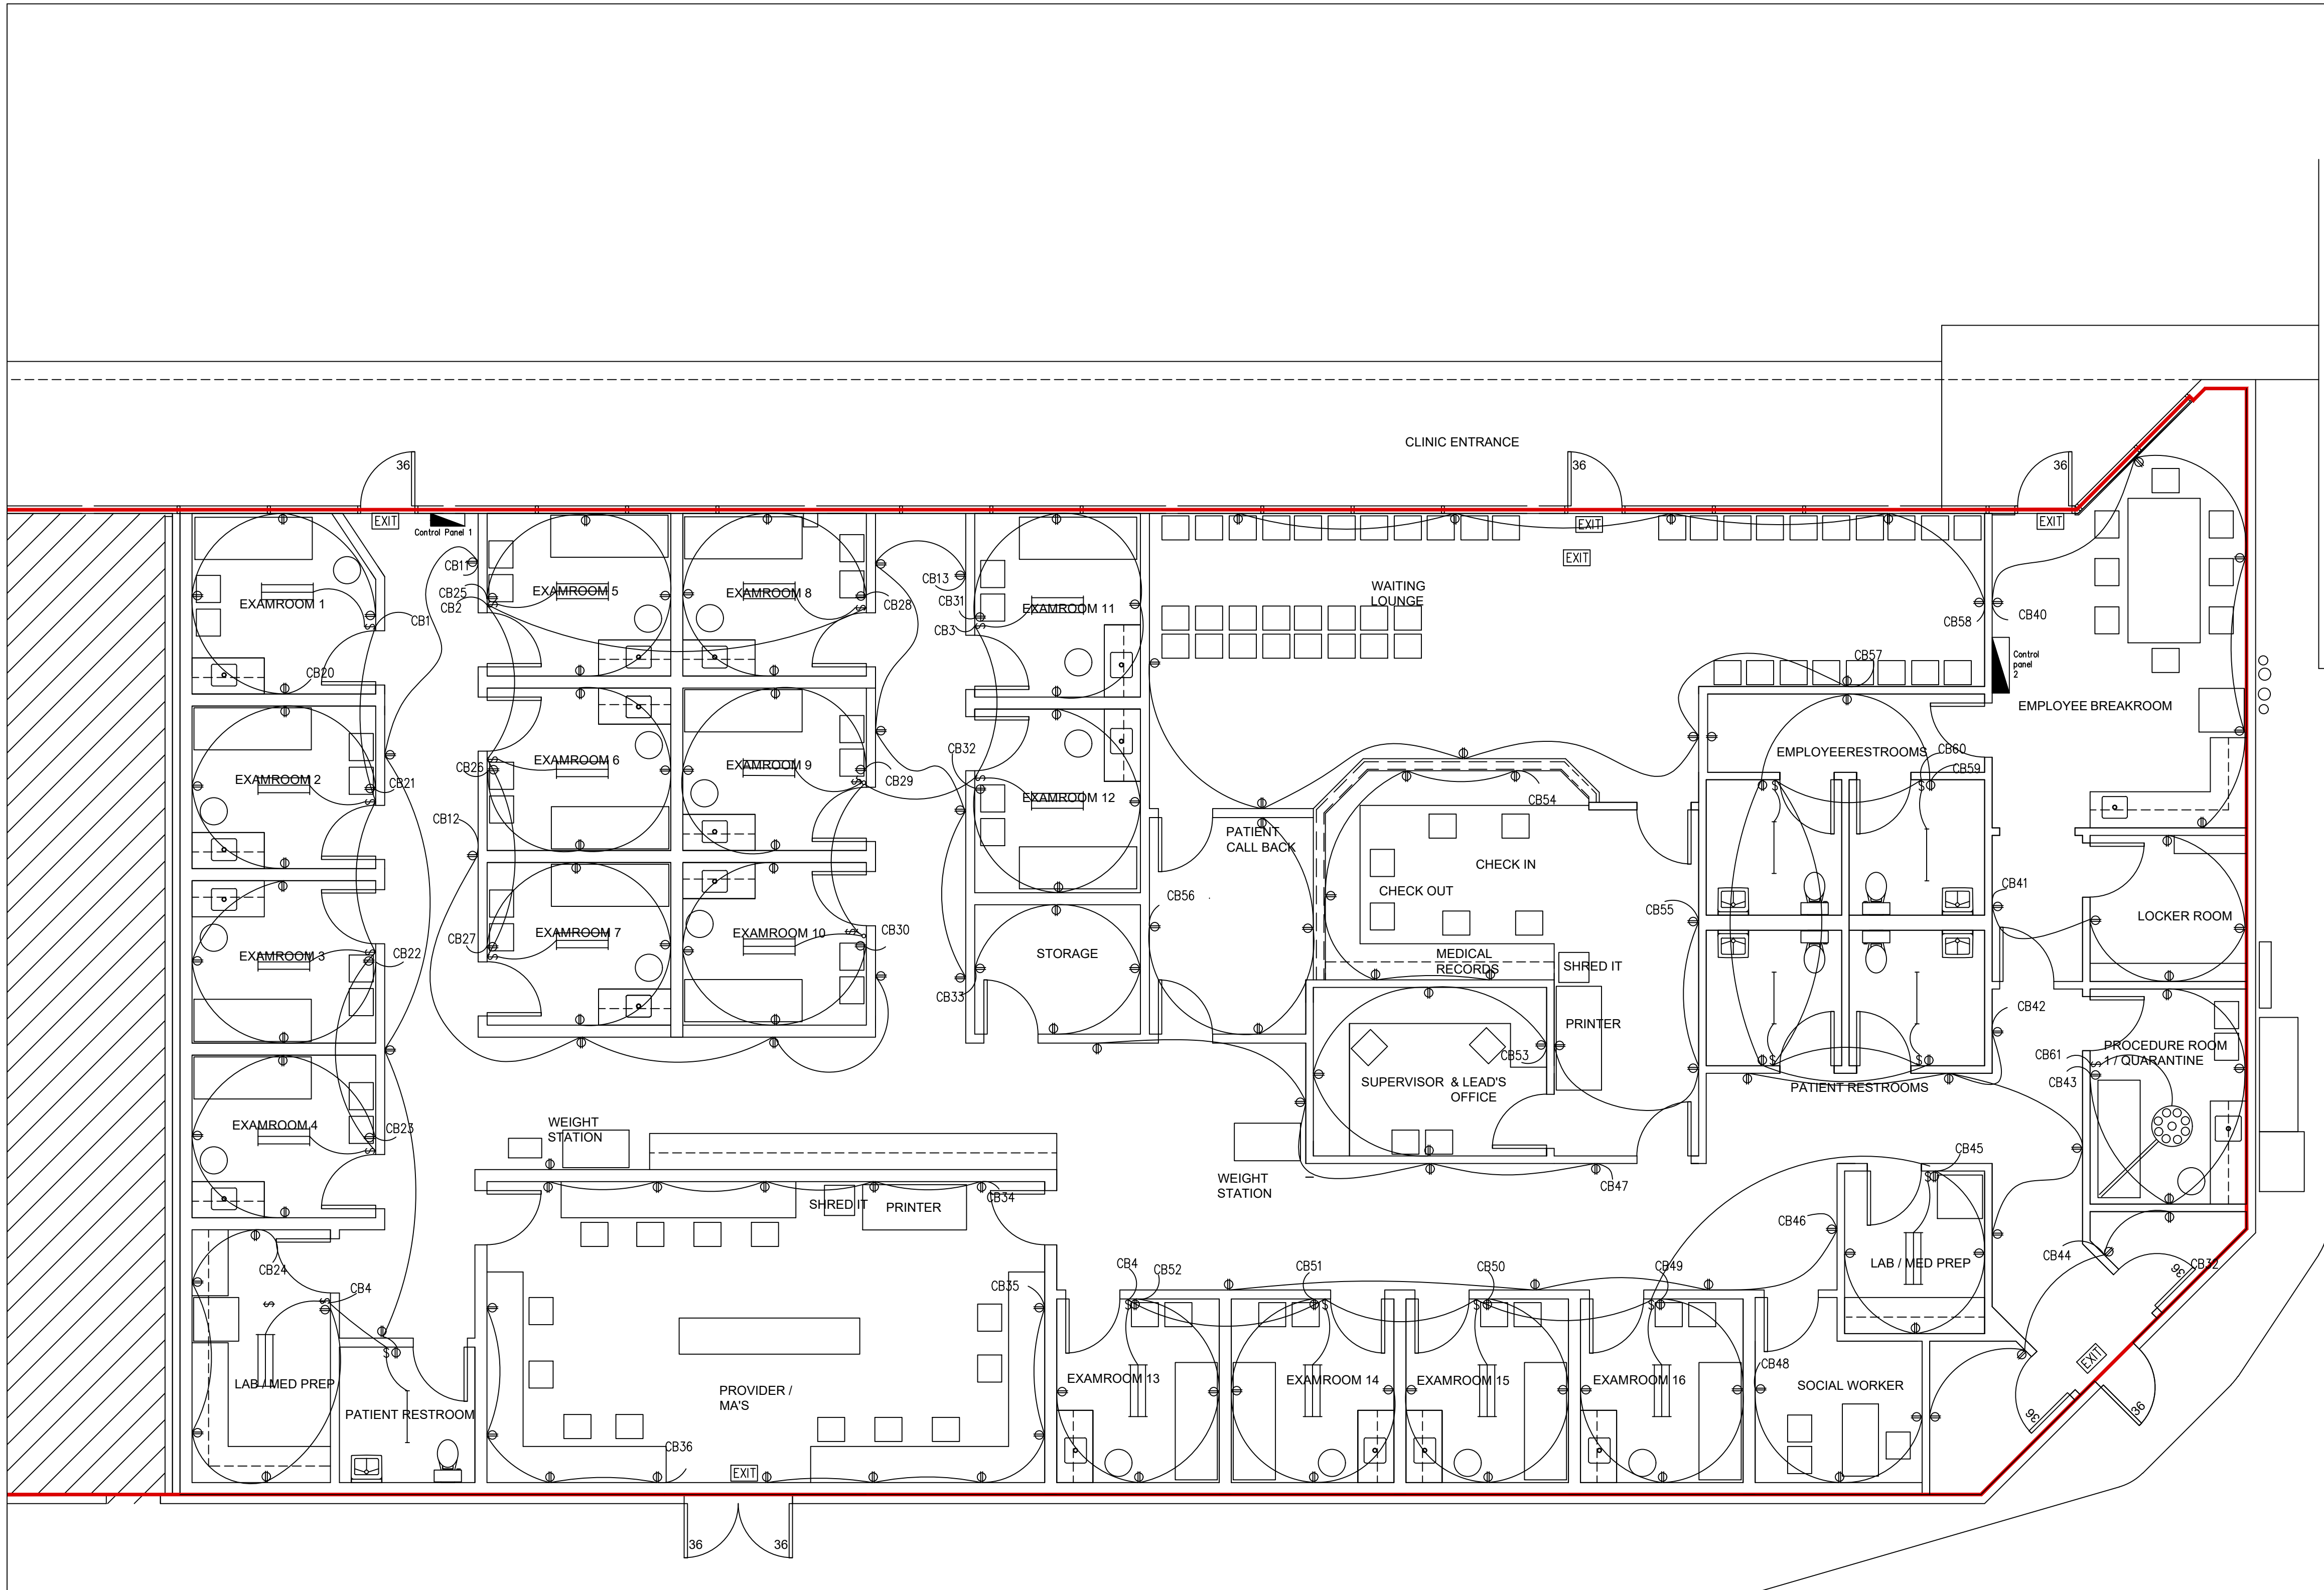 CLINIC ENTRANCE
36
36
36
EXIT
Control Panel 1
EXIT
EXIT
EXIT
CB11
CB25
CB2
EXAMROOM 5
EXAMROOM 8
CB28
CB13
CB31
CB3
EXAMROOM 11
WAITING
LOUNGE
EXAMROOM 1
CB1
CB20
CB58
CB40
CB57
Control
panel
2
EMPLOYEE BREAKROOM
EXAMROOM 2
CB21
CB26
EXAMROOM 6
EXAMROOM 9
CB29
CB32
EXAMROOM 12
EMPLOYEERESTROOMS
CB60
CB59
CB54
CB12
PATIENT
CALL BACK
CHECK IN
CHECK OUT
CB56
CB55
CB41
LOCKER ROOM
EXAMROOM 3
CB22
CB27
EXAMROOM 7
EXAMROOM 10
CB30
STORAGE
CB33
MEDICAL
RECORDS
SHRED IT
PRINTER
CB53
SUPERVISOR & LEAD'S
OFFICE
CB42
CB61
CB43
PROCEDURE ROOM
1 / QUARANTINE
PATIENT RESTROOMS
EXAMROOM 4
CB23
WEIGHT
STATION
WEIGHT
STATION
CB47
CB45
SHRED IT
PRINTER
CB34
CB46
CB24
CB4
CB35
CB4
CB52
CB51
CB50
CB49
LAB / MED PREP
CB44
CB32
36
LAB / MED PREP
PATIENT RESTROOM
PROVIDER /
MA'S
EXAMROOM 13
EXAMROOM 14
EXAMROOM 15
EXAMROOM 16
CB48
SOCIAL WORKER
EXIT
36
36
CB36
EXIT
36
36